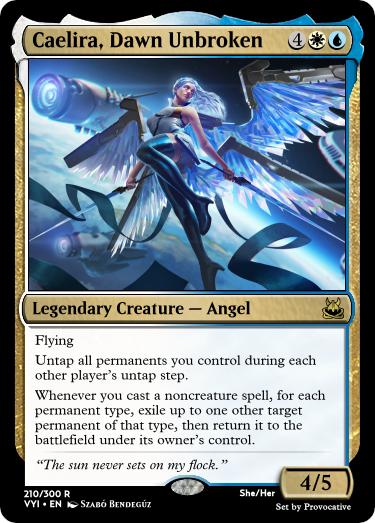 Caelira, Dawn Unbroken 4
Legendary Creature — Angel
Flying
Untap all permanents you control during each
other player's untap step.
Whenever you cast a noncreature spell, for each
permanent type, exile up to one other target
permanent of that type, then return it to the
battlefield under its owner's control.
“The sun never sets on my flock.”
4/5
210/300 R
VYI • EN Szabó Bendegúz
She/Her
Set by Provocative